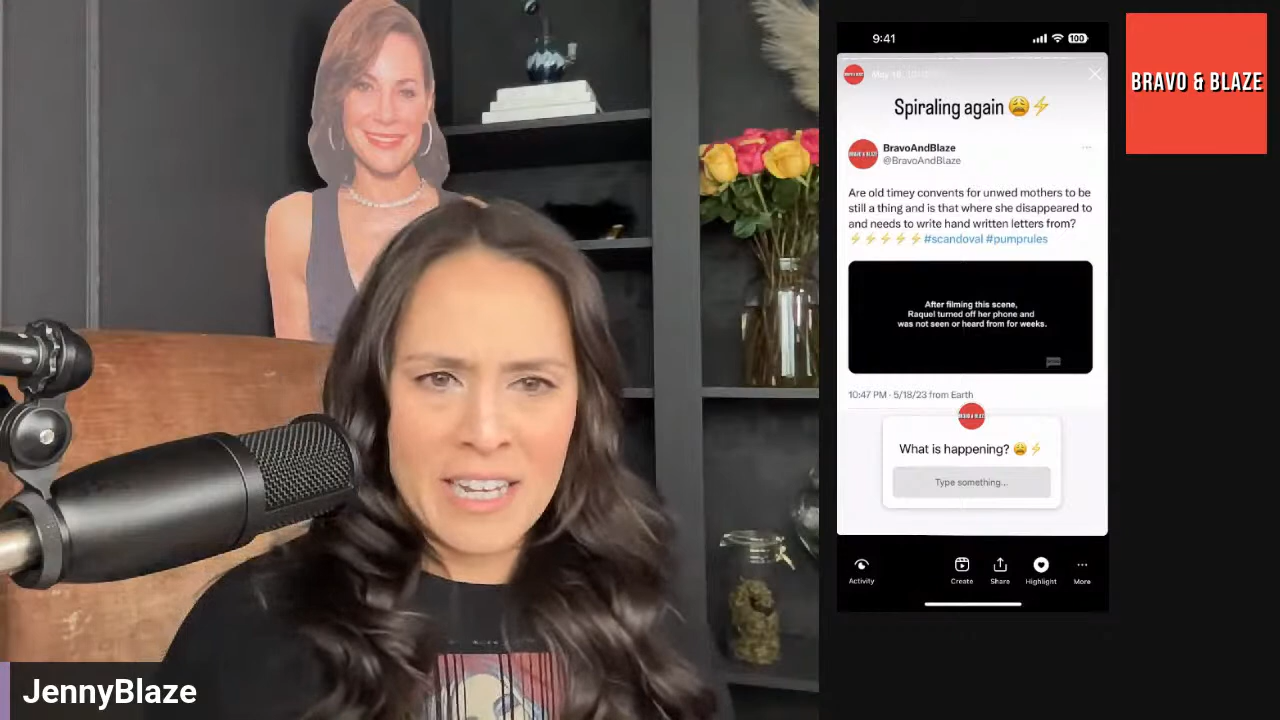 JennyBlaze
9:41
100
May 18
Spiraling again 😩⚡
BravoAndBlaze
@BravoAndBlaze
Are old timey convents for unwed mothers to be
still a thing and is that where she disappeared to
and needs to write hand written letters from?
⚡⚡⚡⚡⚡#scandoval #pumprules
After filming this scene,
Raquel turned off her phone and
was not seen or heard from for weeks.
10:47 PM · 5/18/23 from Earth
What is happening? 😩⚡
Type something...
Activity
Create
Share
Highlight
More
BRAVO & BLAZE